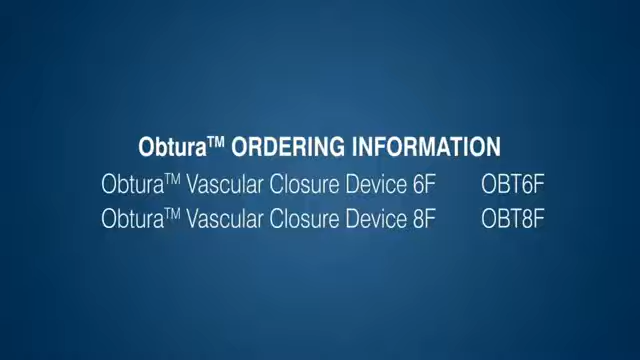 Obtura™ ORDERING INFORMATION
Obtura™ Vascular Closure Device 6F OBT6F
Obtura™ Vascular Closure Device 8F OBT8F